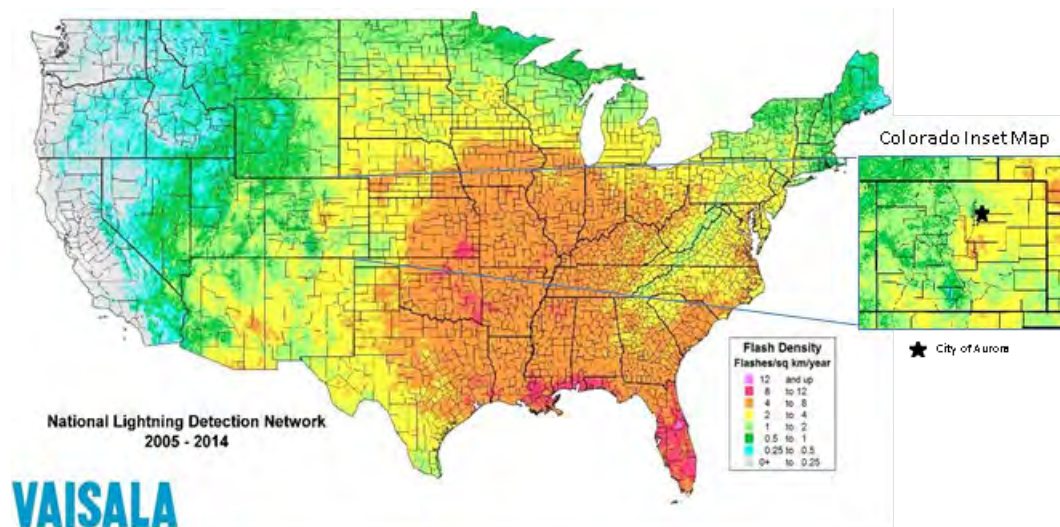 Colorado Inset Map
City of Aurora
Flash Density
Flashes/sq km/year
12 and up
8 to 12
4 to 8
2 to 4
1 to 2
0.5 to 1
0.25 to 0.5
0+ to 0.25
National Lightning Detection Network
2005 - 2014
VAISALA